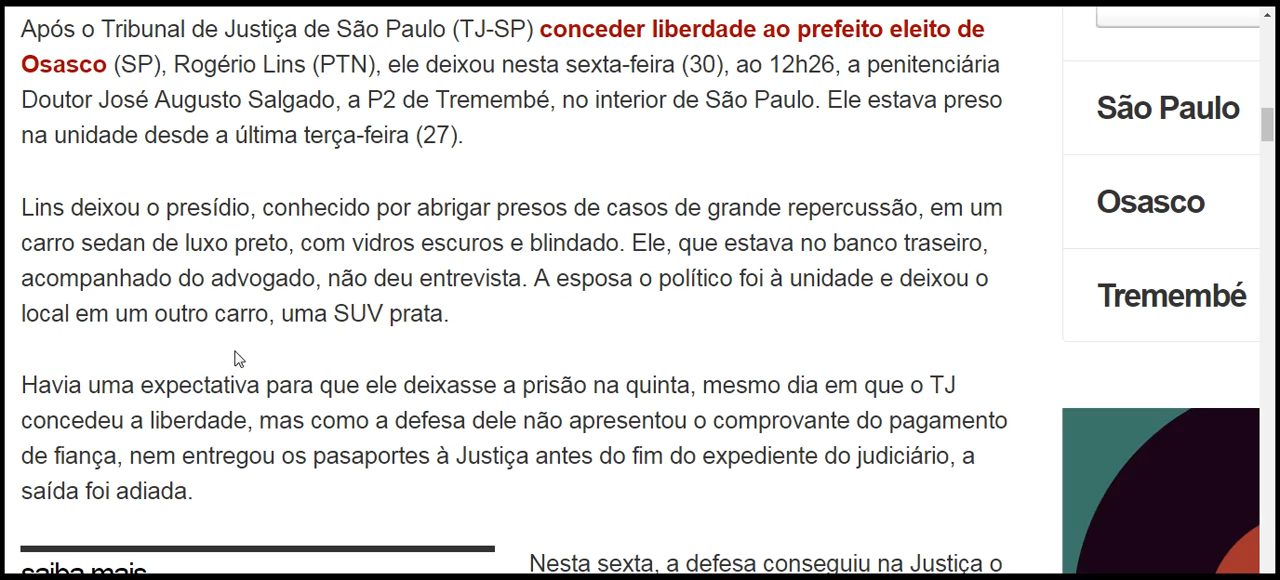 Após o Tribunal de Justiça de São Paulo (TJ-SP) conceder liberdade ao prefeito eleito de
Osasco (SP), Rogério Lins (PTN), ele deixou nesta sexta-feira (30), ao 12h26, a penitenciária
Doutor José Augusto Salgado, a P2 de Tremembé, no interior de São Paulo. Ele estava preso
na unidade desde a última terça-feira (27).
Lins deixou o presídio, conhecido por abrigar presos de casos de grande repercussão, em um
carro sedan de luxo preto, com vidros escuros e blindado. Ele, que estava no banco traseiro,
acompanhado do advogado, não deu entrevista. A esposa o político foi à unidade e deixou o
local em um outro carro, uma SUV prata.
Havia uma expectativa para que ele deixasse a prisão na quinta, mesmo dia em que o TJ
concedeu a liberdade, mas como a defesa dele não apresentou o comprovante do pagamento
de fiança, nem entregou os pasaportes à Justiça antes do fim do expediente do judiciário, a
saída foi adiada.
saiba mais
Nesta sexta, a defesa conseguiu na Justiça o
São Paulo
Osasco
Tremembé